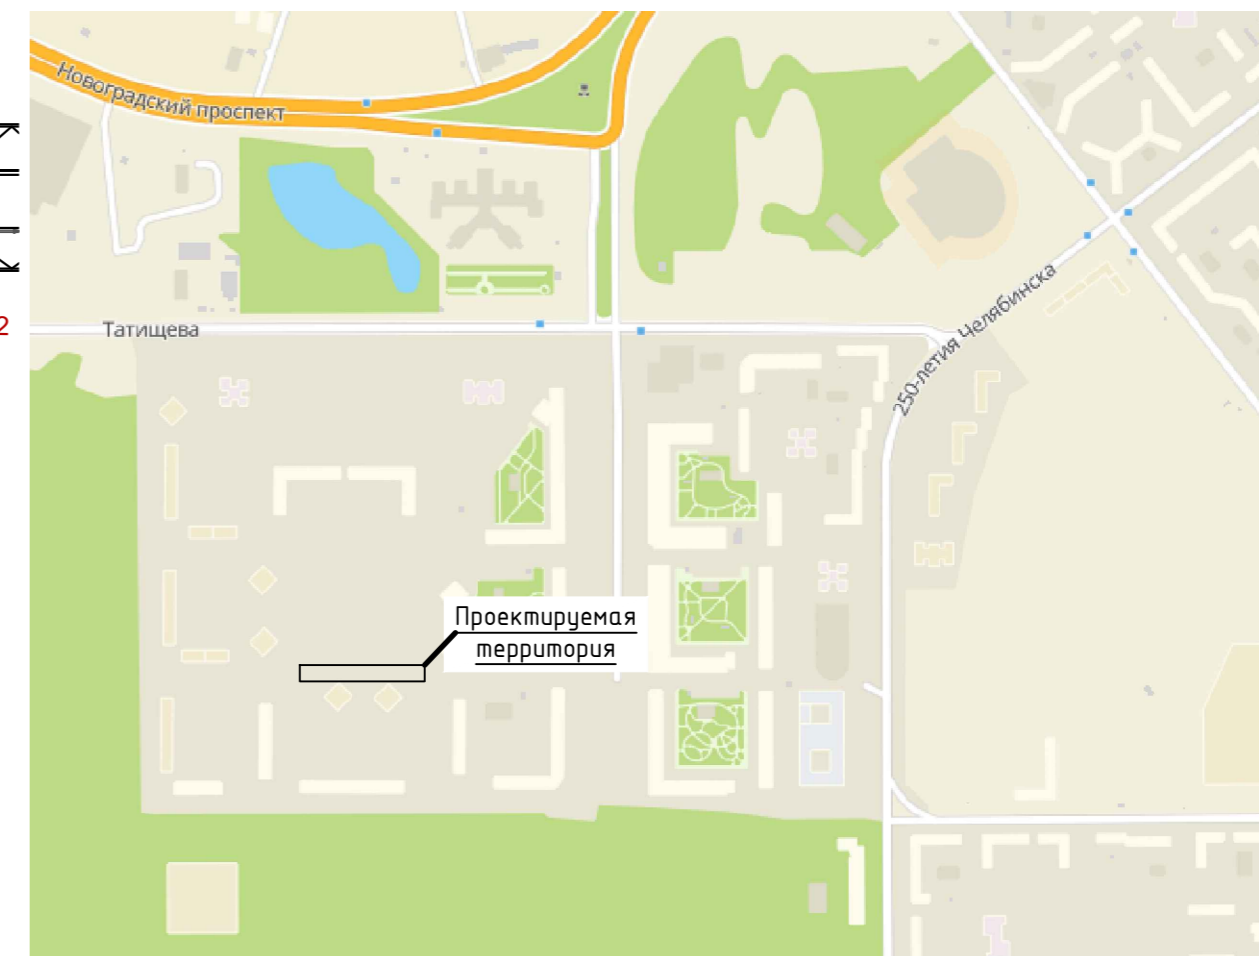 Новоградский проспект
2
Татищева
250-летия Челябинска
Проектируемая
территория